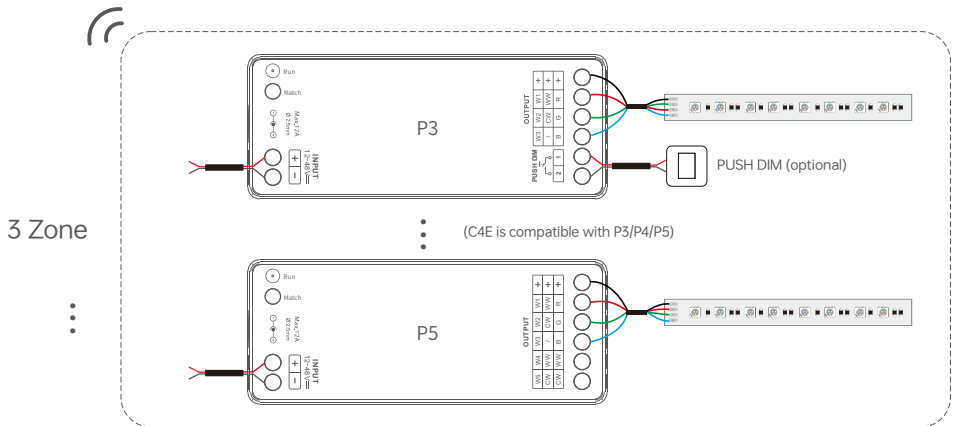 3 Zone
Run
Match
Max,12A
Ø 2.5mm
INPUT
12~48V
+
−
P3
OUTPUT
+ + +
W1 WW R
W2 CW G
W3 / B
PUSH DIM
1
2
PUSH DIM (optional)
(C4E is compatible with P3/P4/P5)
Run
Match
Max,12A
Ø 2.5mm
INPUT
12~48V
+
−
P5
OUTPUT
+ + +
W1 WW R
W2 CW G
W3 / B
W4 WW WW
W5 CW CW